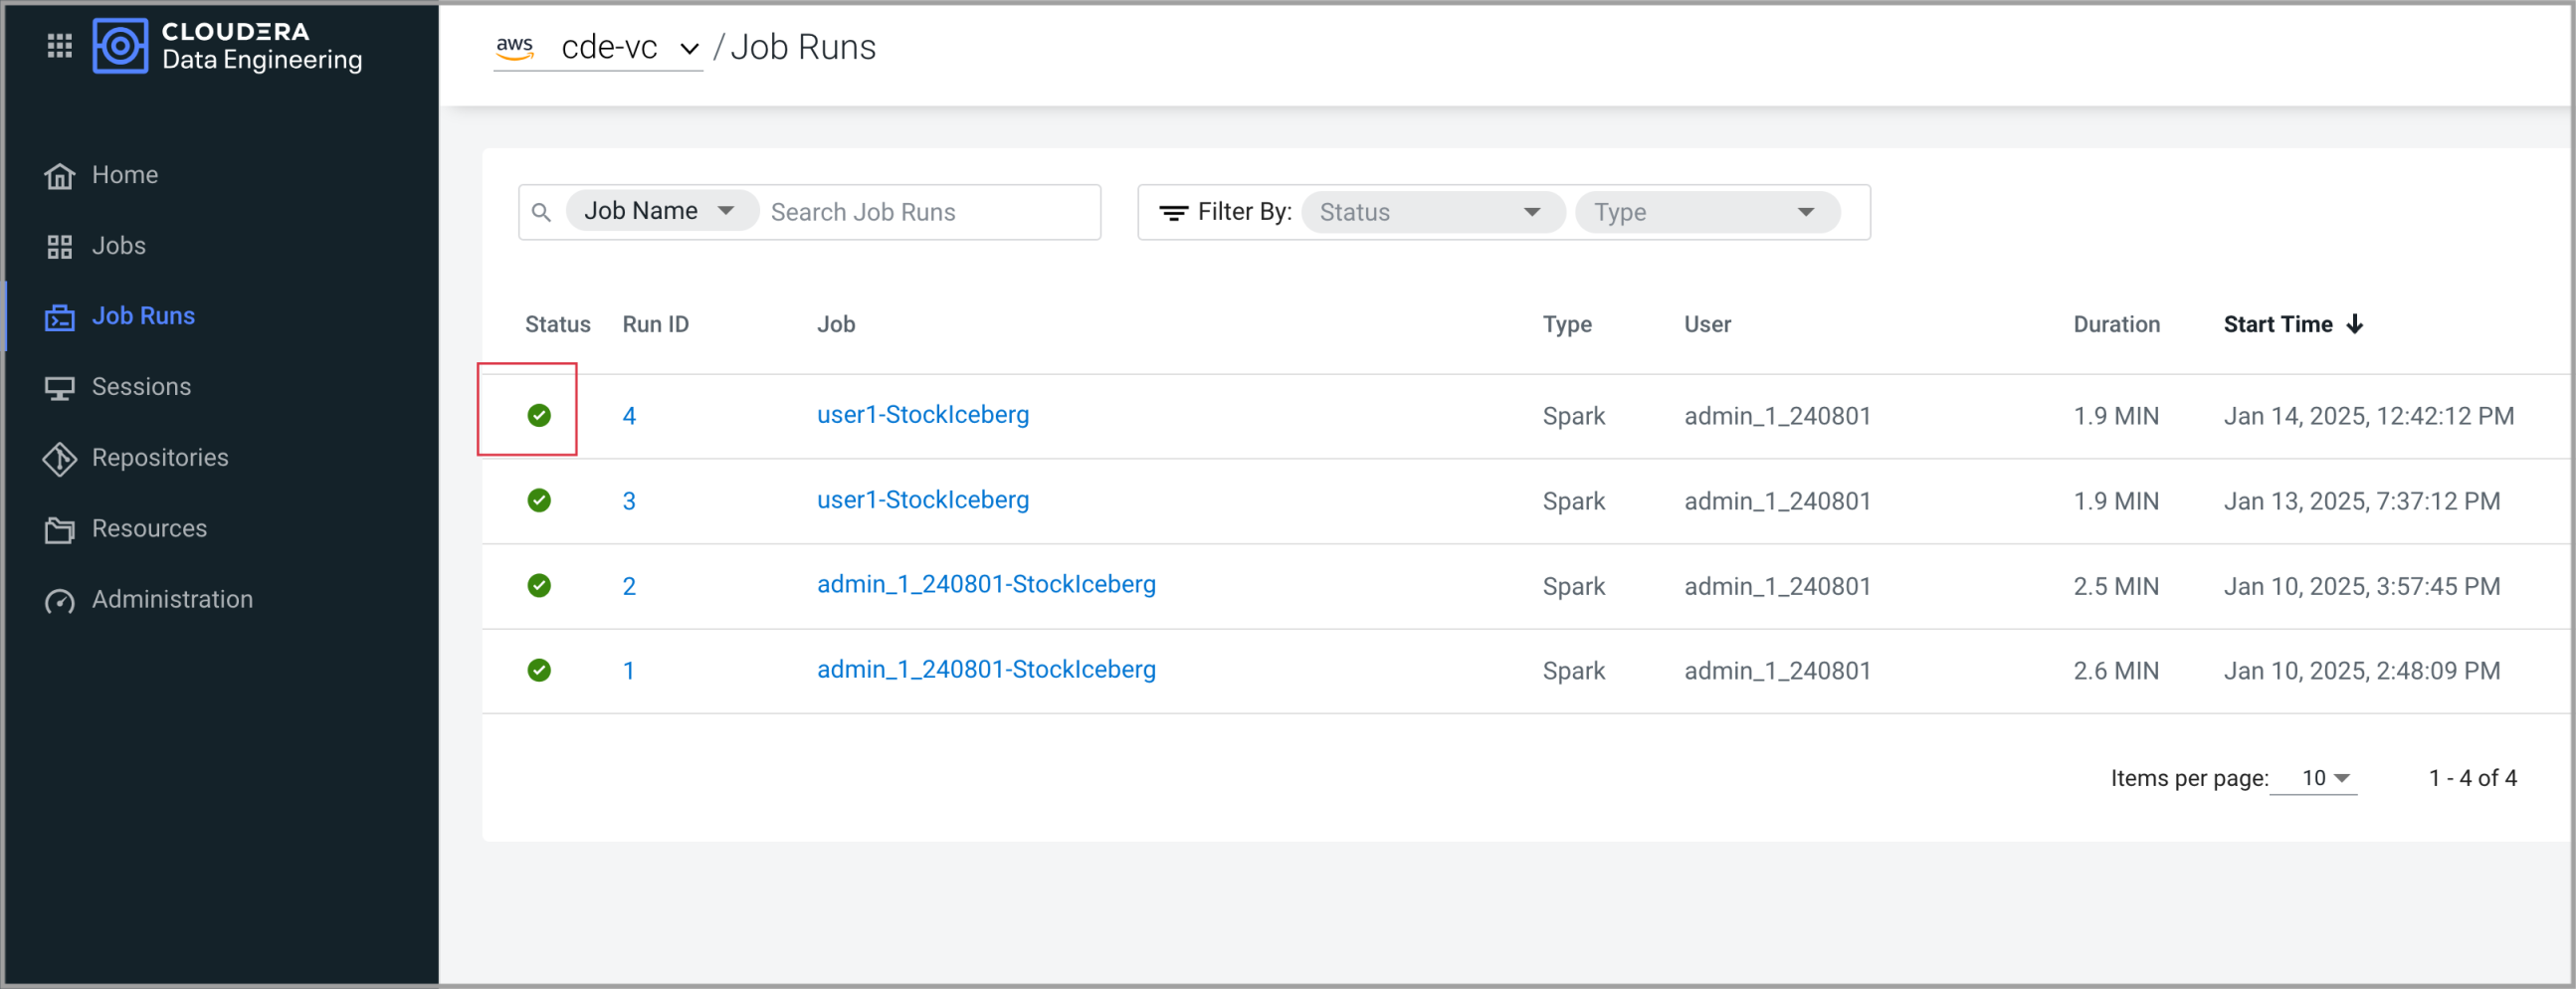 CLOUDERA
Data Engineering
Home
Jobs
Job Runs
Sessions
Repositories
Resources
Administration
aws cde-vc / Job Runs
Job Name Search Job Runs Filter By: Status Type
Status Run ID Job Type User Duration Start Time
4 user1-StockIceberg Spark admin_1_240801 1.9 MIN Jan 14, 2025, 12:42:12 PM
3 user1-StockIceberg Spark admin_1_240801 1.9 MIN Jan 13, 2025, 7:37:12 PM
2 admin_1_240801-StockIceberg Spark admin_1_240801 2.5 MIN Jan 10, 2025, 3:57:45 PM
1 admin_1_240801-StockIceberg Spark admin_1_240801 2.6 MIN Jan 10, 2025, 2:48:09 PM
Items per page: 10 1 - 4 of 4